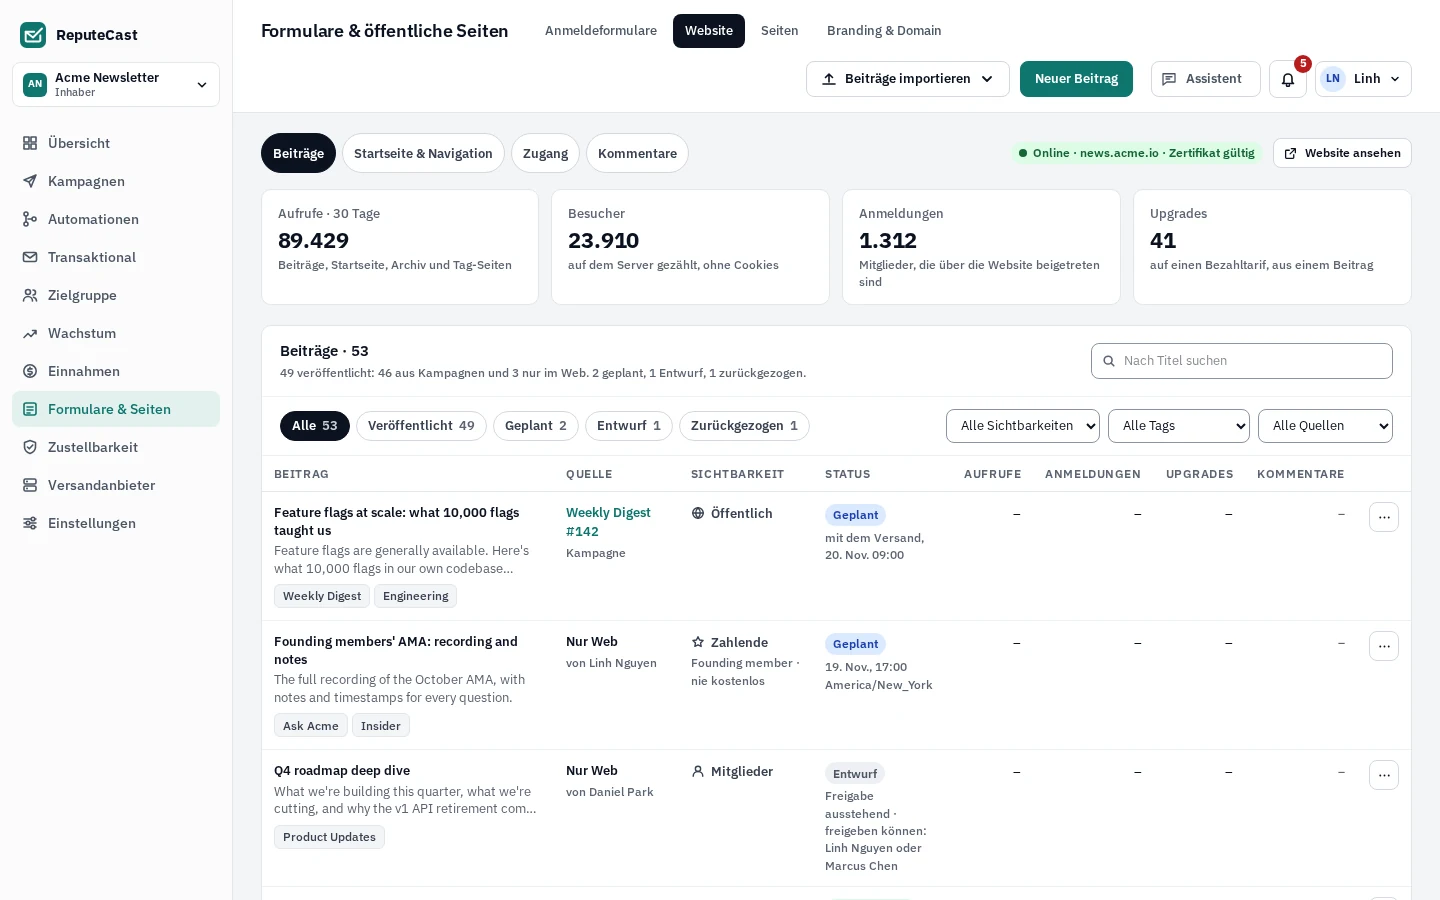 ReputeCast
AN
Acme Newsletter
Inhaber
Übersicht
Kampagnen
Automationen
Transaktional
Zielgruppe
Wachstum
Einnahmen
Formulare & Seiten
Zustellbarkeit
Versandanbieter
Einstellungen
Formulare & öffentliche Seiten
Anmeldeformulare
Website
Seiten
Branding & Domain
Beiträge importieren
Neuer Beitrag
Assistent
5
LN
Linh
Beiträge
Startseite & Navigation
Zugang
Kommentare
Online · news.acme.io · Zertifikat gültig
Website ansehen
Aufrufe · 30 Tage
89.429
Beiträge, Startseite, Archiv und Tag-Seiten
Besucher
23.910
auf dem Server gezählt, ohne Cookies
Anmeldungen
1.312
Mitglieder, die über die Website beigetreten
sind
Upgrades
41
auf einen Bezahltarif, aus einem Beitrag
Beiträge · 53
49 veröffentlicht: 46 aus Kampagnen und 3 nur im Web. 2 geplant, 1 Entwurf, 1 zurückgezogen.
Nach Titel suchen
Alle 53
Veröffentlicht 49
Geplant 2
Entwurf 1
Zurückgezogen 1
Alle Sichtbarkeiten
Alle Tags
Alle Quellen
BEITRAG
QUELLE
SICHTBARKEIT
STATUS
AUFRUFE
ANMELDUNGEN
UPGRADES
KOMMENTARE
Feature flags at scale: what 10,000 flags
taught us
Feature flags are generally available. Here's
what 10,000 flags in our own codebase…
Weekly Digest
Engineering
Weekly Digest
#142
Kampagne
Öffentlich
Geplant
mit dem Versand,
20. Nov. 09:00
–
–
–
–
Founding members' AMA: recording and
notes
The full recording of the October AMA, with
notes and timestamps for every question.
Ask Acme
Insider
Nur Web
von Linh Nguyen
Zahlende
Founding member ·
nie kostenlos
Geplant
19. Nov., 17:00
America/New_York
–
–
–
–
Q4 roadmap deep dive
What we're building this quarter, what we're
cutting, and why the v1 API retirement com…
Product Updates
Nur Web
von Daniel Park
Mitglieder
Entwurf
Freigabe
ausstehend ·
freigeben können:
Linh Nguyen oder
Marcus Chen
–
–
–
–